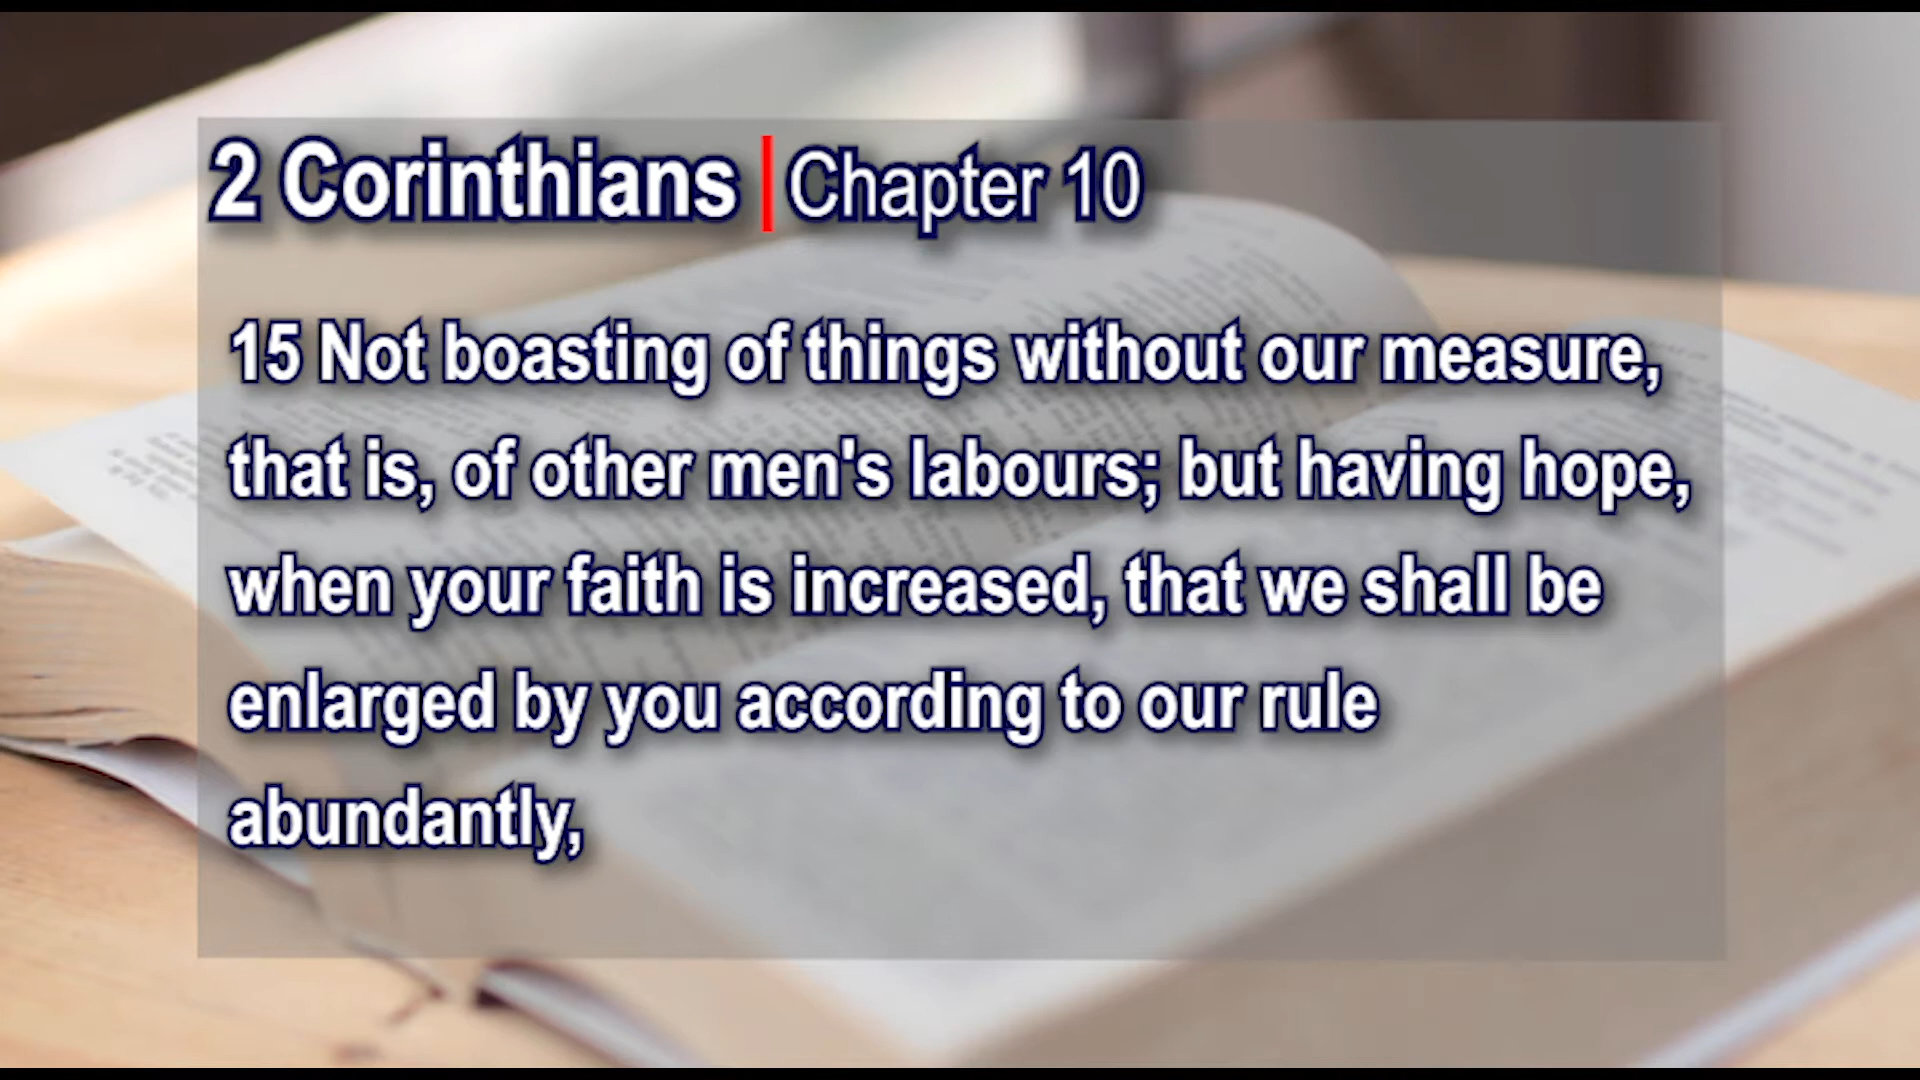 2 Corinthians | Chapter 10
15 Not boasting of things without our measure,
that is, of other men's labours; but having hope,
when your faith is increased, that we shall be
enlarged by you according to our rule
abundantly,